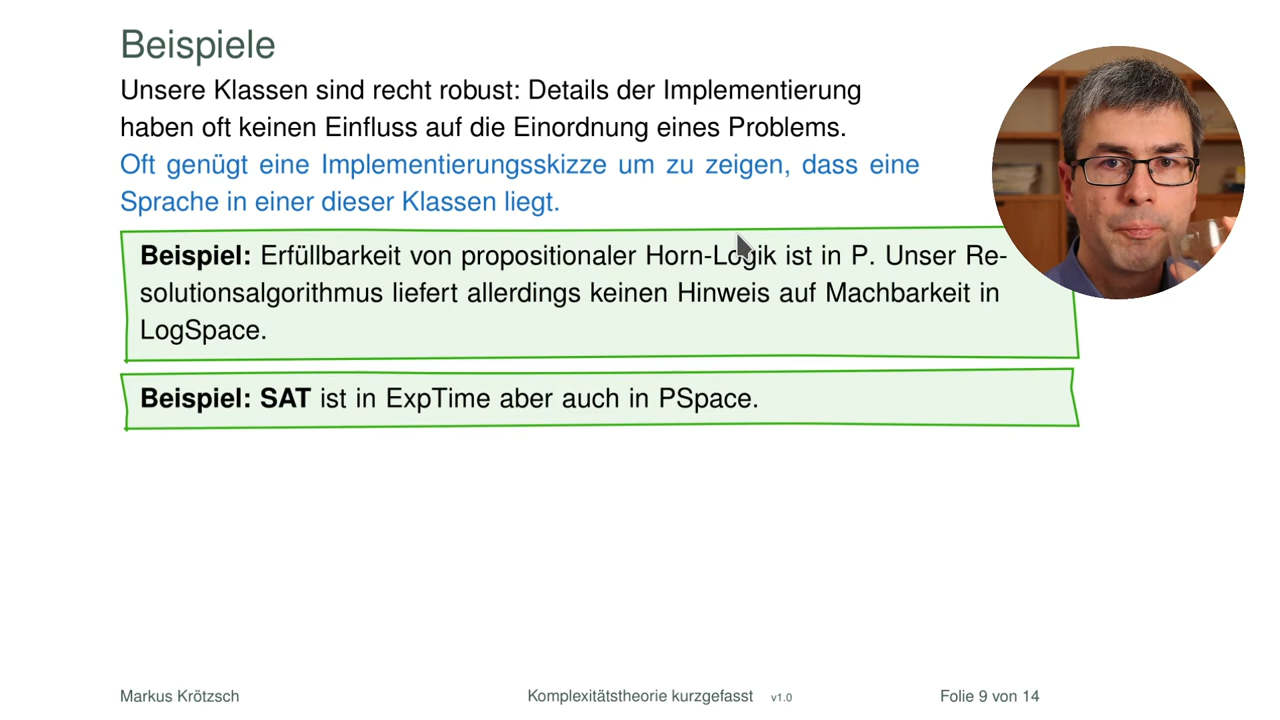 Beispiele
Unsere Klassen sind recht robust: Details der Implementierung
haben oft keinen Einfluss auf die Einordnung eines Problems.
Oft genügt eine Implementierungsskizze um zu zeigen, dass eine
Sprache in einer dieser Klassen liegt.
Beispiel: Erfüllbarkeit von propositionaler Horn-Logik ist in P. Unser Re-
solutionsalgorithmus liefert allerdings keinen Hinweis auf Machbarkeit in
LogSpace.
Beispiel: SAT ist in ExpTime aber auch in PSpace.
Markus Krötzsch Komplexitätstheorie kurzgefasst v1.0 Folie 9 von 14